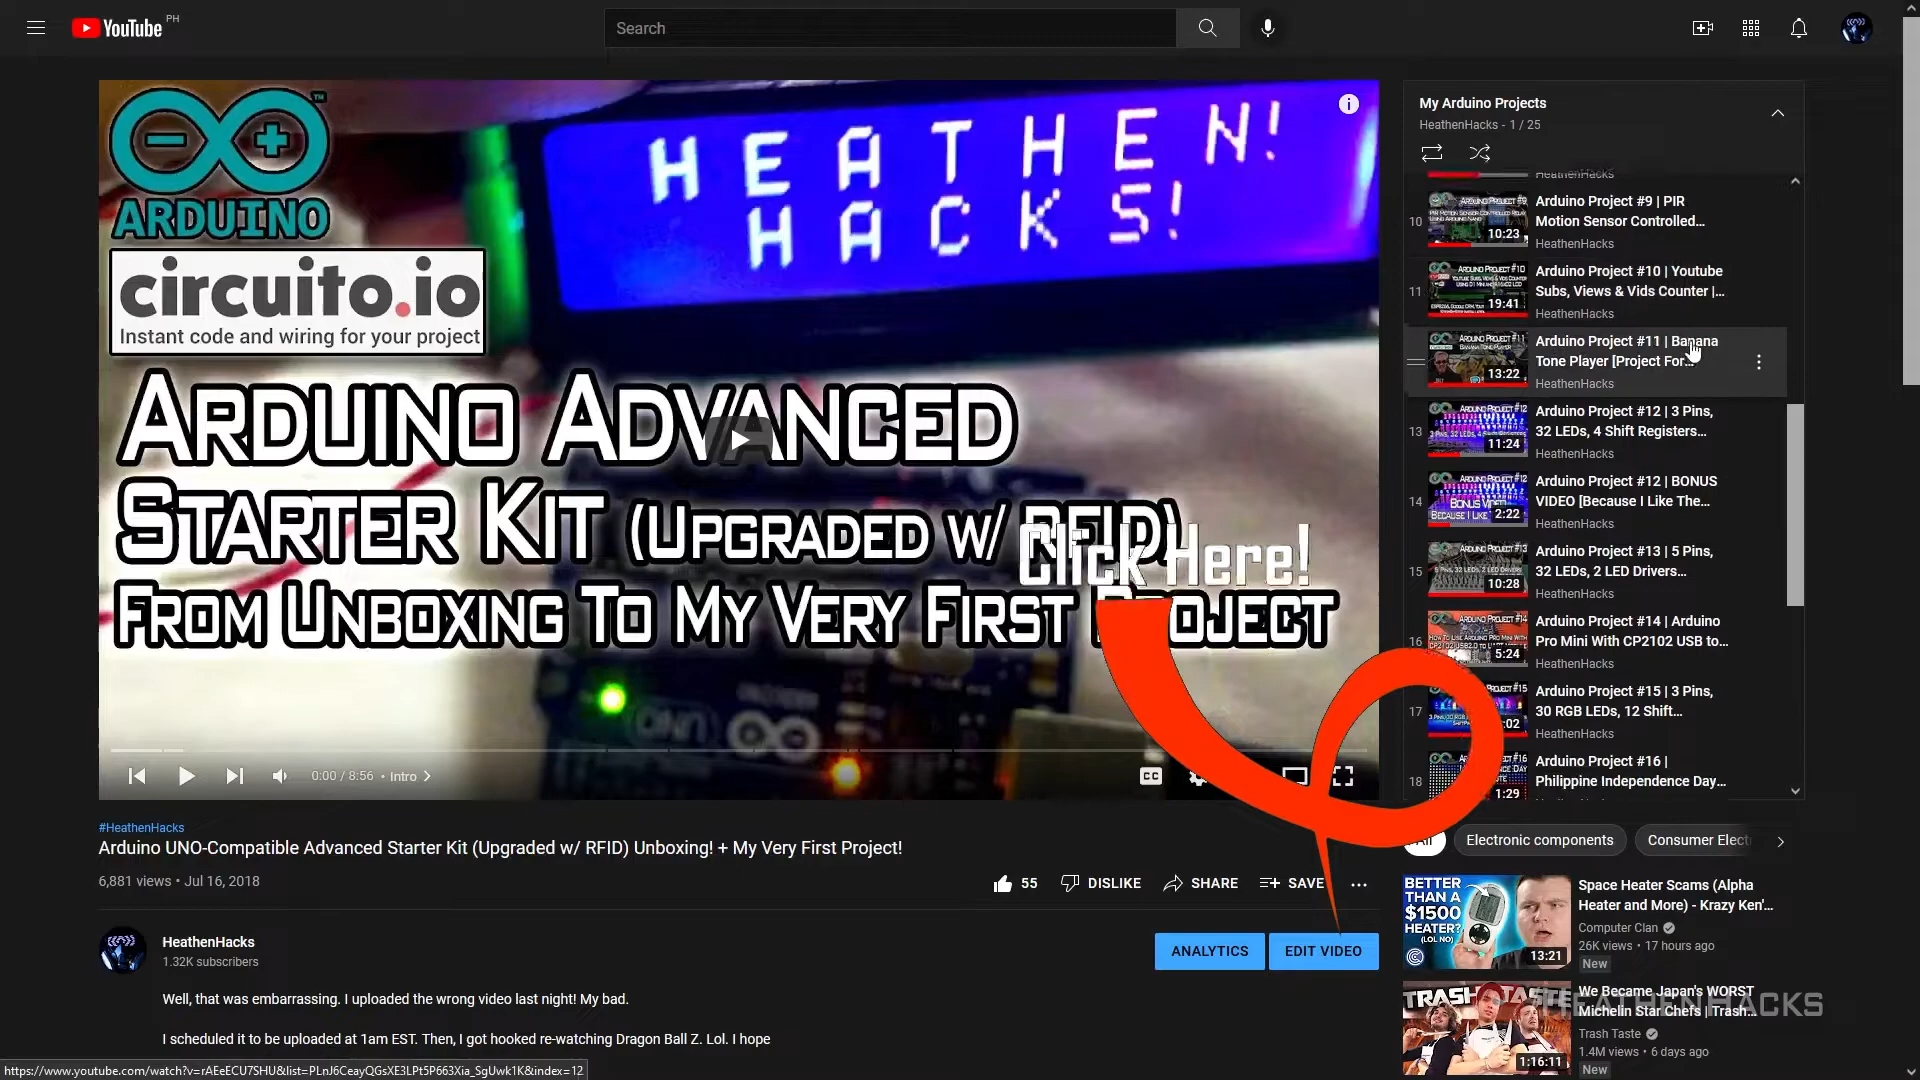 YouTube PH
Search
HEATHEN!
HACKS!
ARDUINO
TM
circuito.io
Instant code and wiring for your project
ARDUINO ADVANCED
STARTER KIT (UPGRADED W/ RFID)
FROM UNBOXING TO MY VERY FIRST PROJECT
Click Here!
UNO
0:00 / 8:56 • Intro
CC
#HeathenHacks
Arduino UNO-Compatible Advanced Starter Kit (Upgraded w/ RFID) Unboxing! + My Very First Project!
6,881 views • Jul 16, 2018
55
DISLIKE
SHARE
SAVE
HeathenHacks
1.32K subscribers
ANALYTICS
EDIT VIDEO
Well, that was embarrassing. I uploaded the wrong video last night! My bad.
I scheduled it to be uploaded at 1am EST. Then, I got hooked re-watching Dragon Ball Z. Lol. I hope
https://www.youtube.com/watch?v=rAEeECU7SHU&list=PLnJ6CeayQGsXE3LPt5P663Xia_SgUwk1K&index=12
My Arduino Projects
HeathenHacks - 1 / 25
HeathenHacks
10
10:23
Arduino Project #9 | PIR
Motion Sensor Controlled...
HeathenHacks
11
19:41
Arduino Project #10 | Youtube
Subs, Views & Vids Counter |...
HeathenHacks
13:22
Arduino Project #11 | Banana
Tone Player [Project For...
HeathenHacks
13
11:24
Arduino Project #12 | 3 Pins,
32 LEDs, 4 Shift Registers...
HeathenHacks
14
2:22
Arduino Project #12 | BONUS
VIDEO [Because I Like The...
HeathenHacks
15
10:28
Arduino Project #13 | 5 Pins,
32 LEDs, 2 LED Drivers...
HeathenHacks
16
5:24
Arduino Project #14 | Arduino
Pro Mini With CP2102 USB to...
HeathenHacks
17
:02
Arduino Project #15 | 3 Pins,
30 RGB LEDs, 12 Shift...
HeathenHacks
18
1:29
Arduino Project #16 |
Philippine Independence Day...
All
Electronic components
Consumer Elect
BETTER
THAN A
$1500
HEATER?
(LOL NO)
13:21
Space Heater Scams (Alpha
Heater and More) - Krazy Ken'...
Computer Clan
26K views • 17 hours ago
New
TRASH TASTE
1:16:11
We Became Japan's WORST
Michelin Star Chefs | Trash...
Trash Taste
1.4M views • 6 days ago
New
HEATHENHACKS